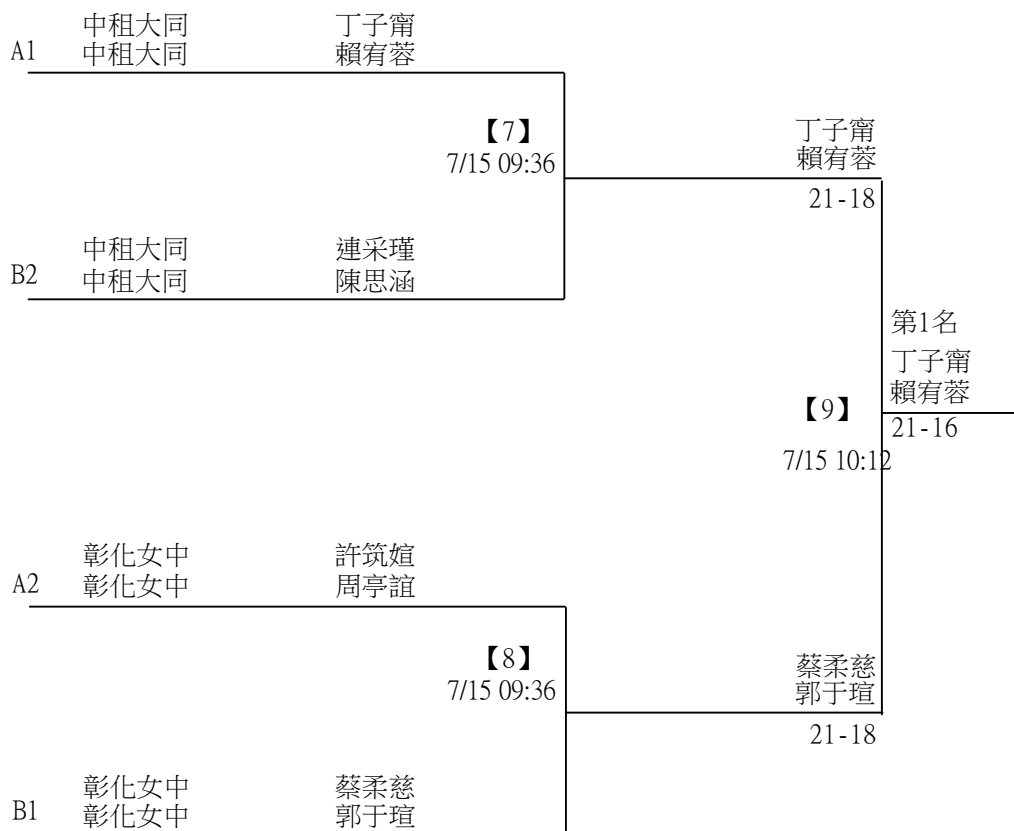 A1 中租大同 丁子甯
中租大同 賴宥蓉
【7】
7/15 09:36
丁子甯
賴宥蓉
21-18
B2 中租大同 連采瑾
中租大同 陳思涵
第1名
丁子甯
賴宥蓉
【9】
21-16
7/15 10:12
A2 彰化女中 許筑媗
彰化女中 周亭誼
【8】
7/15 09:36
蔡柔慈
郭于瑄
21-18
B1 彰化女中 蔡柔慈
彰化女中 郭于瑄